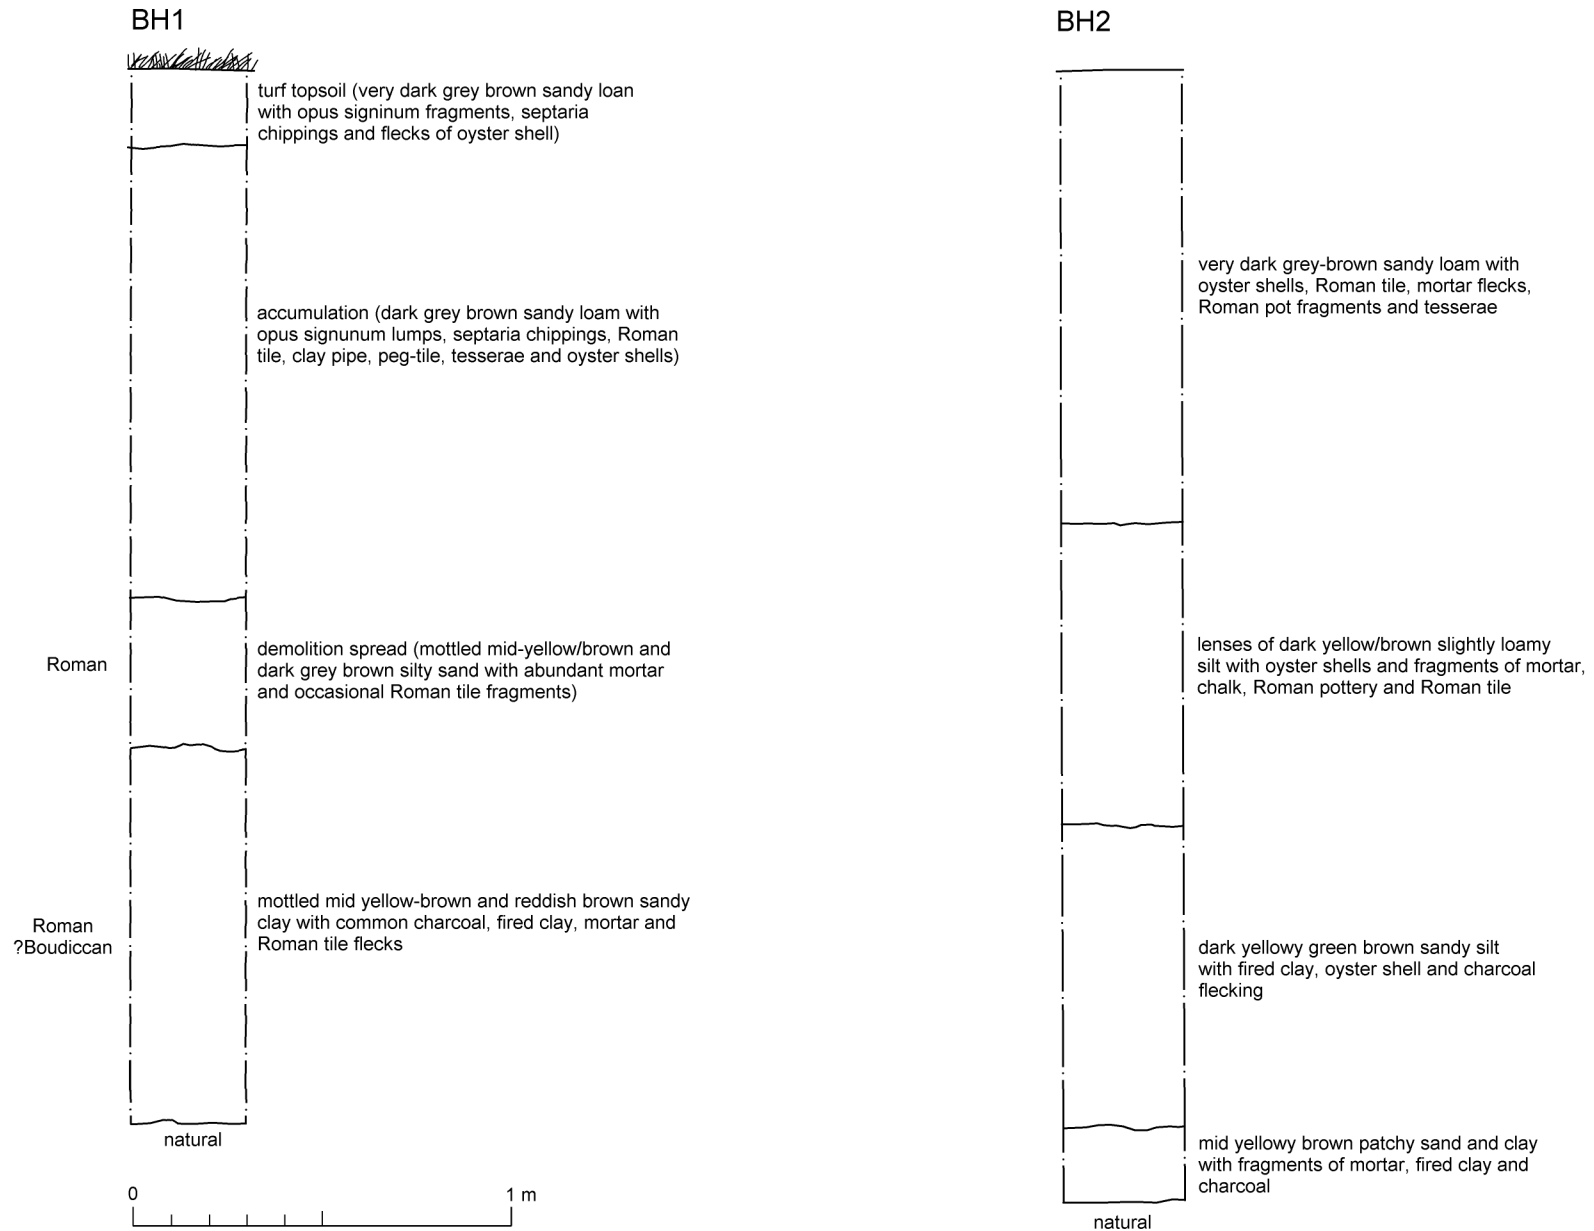 BH1
turf topsoil (very dark grey brown sandy loan
with opus signinum fragments, septaria
chippings and flecks of oyster shell)
accumulation (dark grey brown sandy loam with
opus signunum lumps, septaria chippings, Roman
tile, clay pipe, peg-tile, tesserae and oyster shells)
Roman
demolition spread (mottled mid-yellow/brown and
dark grey brown silty sand with abundant mortar
and occasional Roman tile fragments)
Roman
?Boudiccan
mottled mid yellow-brown and reddish brown sandy
clay with common charcoal, fired clay, mortar and
Roman tile flecks
natural
0
1 m
BH2
very dark grey-brown sandy loam with
oyster shells, Roman tile, mortar flecks,
Roman pot fragments and tesserae
lenses of dark yellow/brown slightly loamy
silt with oyster shells and fragments of mortar,
chalk, Roman pottery and Roman tile
dark yellowy green brown sandy silt
with fired clay, oyster shell and charcoal
flecking
mid yellowy brown patchy sand and clay
with fragments of mortar, fired clay and
charcoal
natural